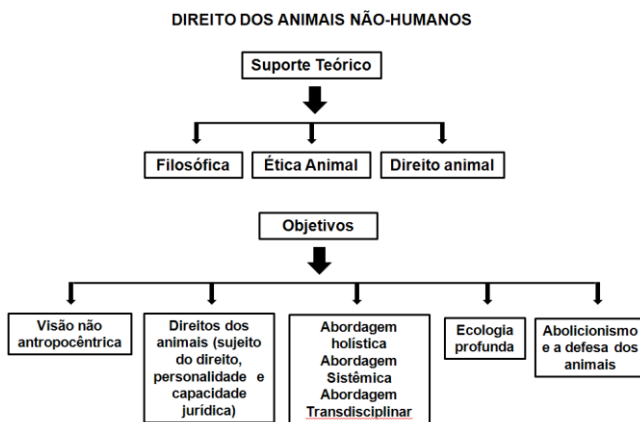 DIREITO DOS ANIMAIS NÃO-HUMANOS
Suporte Teórico
Filosófica
Ética Animal
Direito animal
Objetivos
Visão não
antropocêntrica
Direitos dos
animais (sujeito
do direito,
personalidade e
capacidade
jurídica)
Abordagem
holística
Abordagem
Sistêmica
Abordagem
Transdisciplinar
Ecologia
profunda
Abolicionismo
e a defesa dos
animais